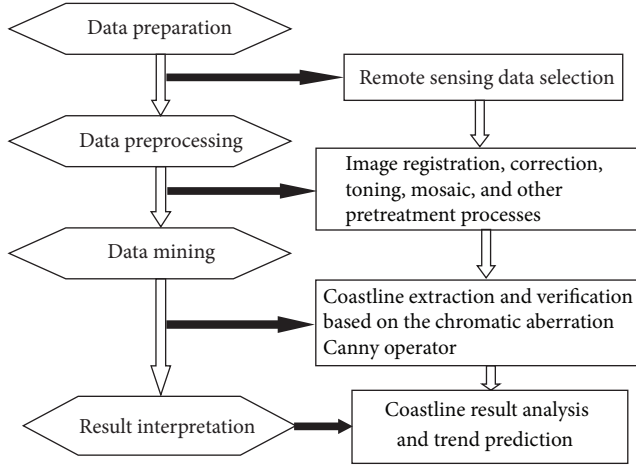 Data preparation
Remote sensing data selection
Data preprocessing
Image registration, correction,
toning, mosaic, and other
pretreatment processes
Data mining
Coastline extraction and verification
based on the chromatic aberration
Canny operator
Result interpretation
Coastline result analysis
and trend prediction